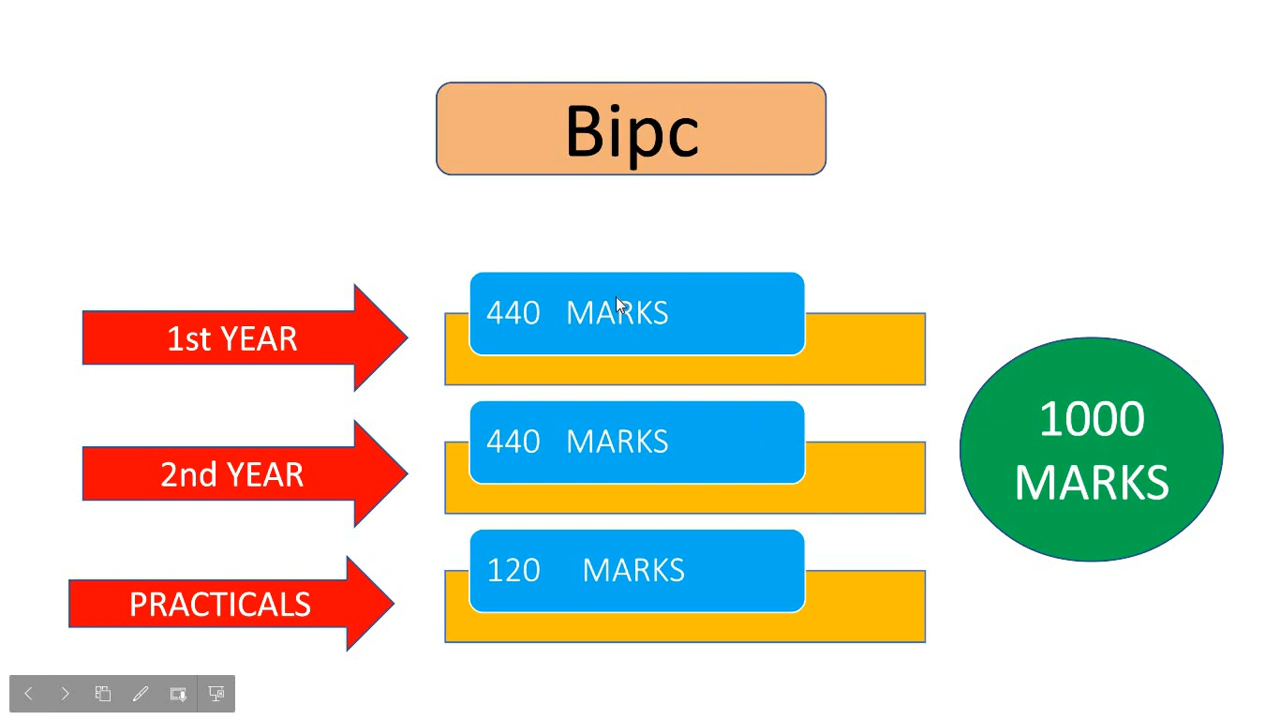 Bipc
1st YEAR
440 MARKS
2nd YEAR
440 MARKS
PRACTICALS
120 MARKS
1000
MARKS